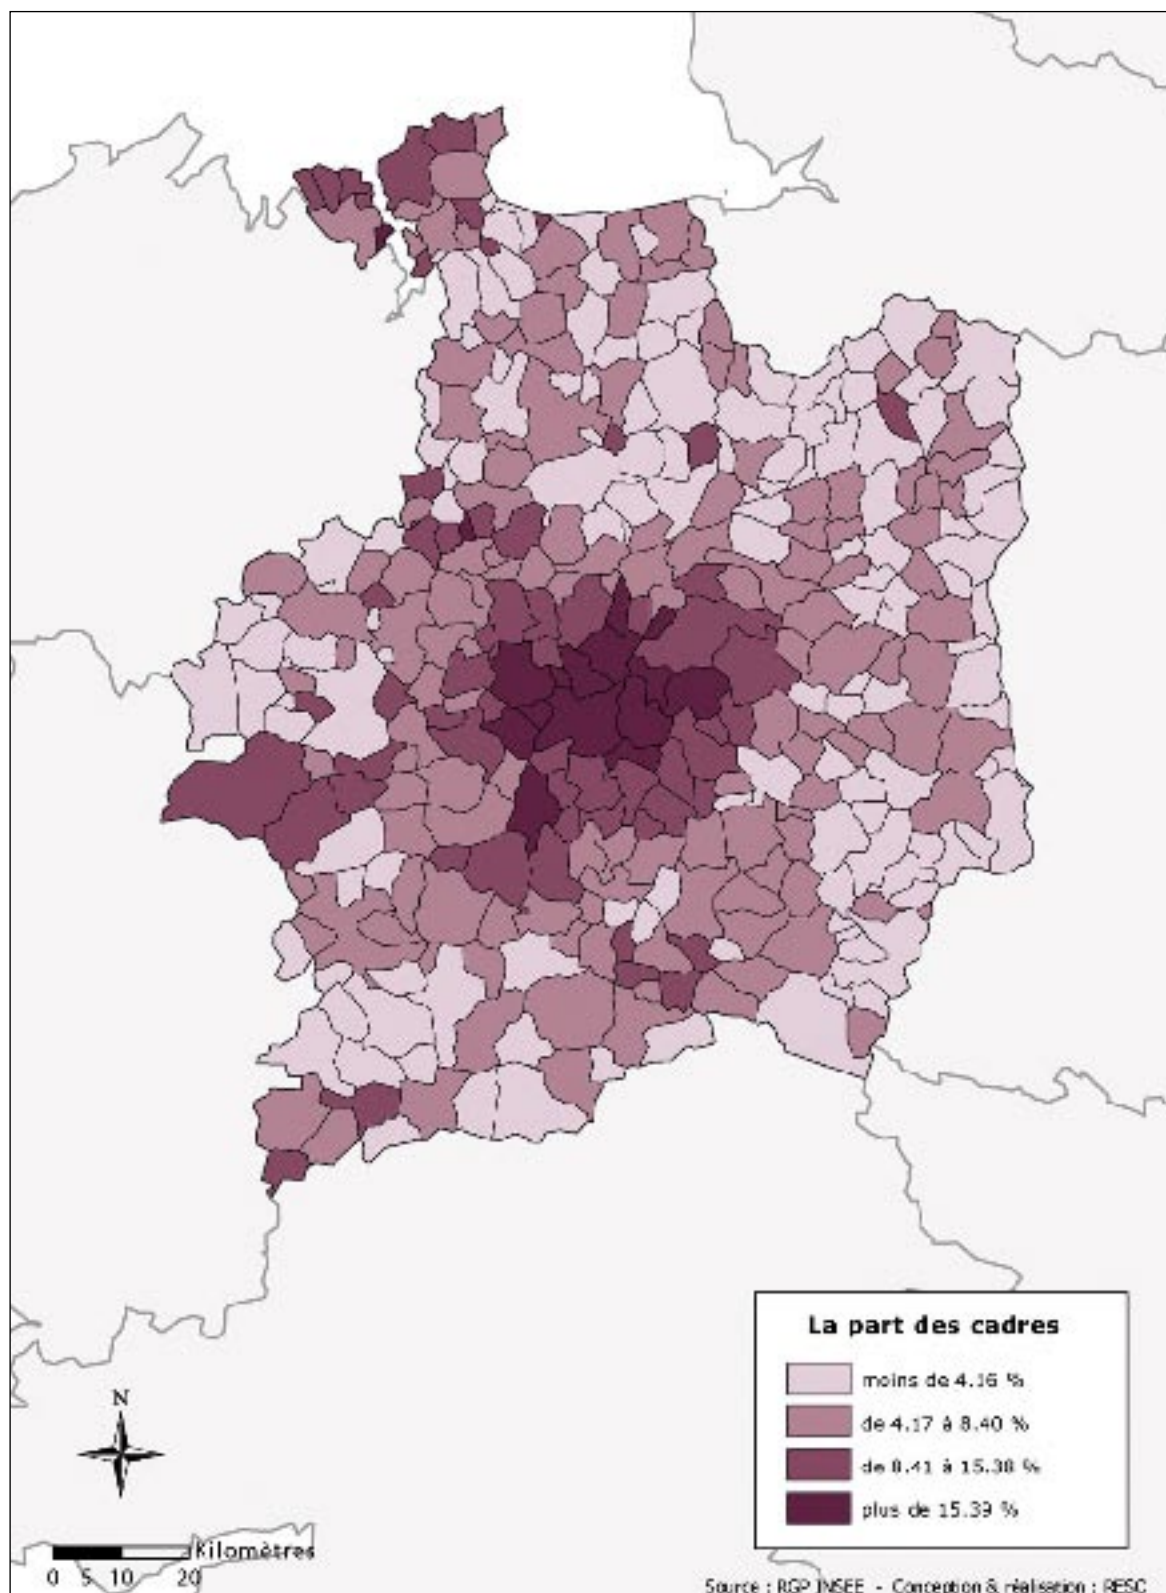 La part des cadres
moins de 4.16 %
de 4.17 à 8.40 %
de 8.41 à 15.38 %
plus de 15.39 %
N
Kilomètres
0 5 10 20
Source : RGP INSEE - Conception & réalisation : RESO